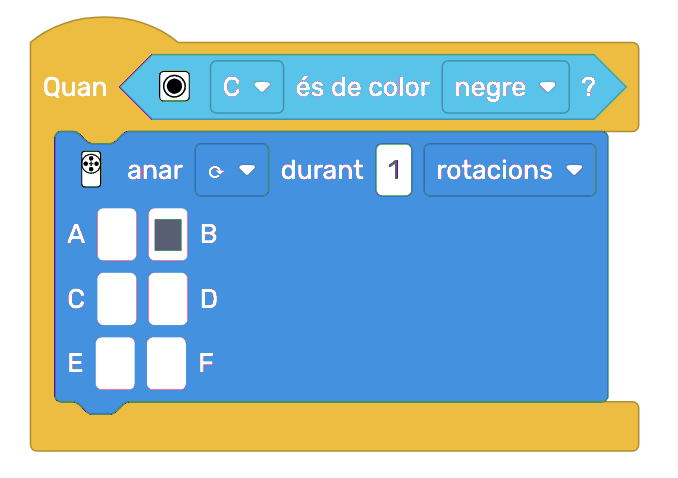 Quan C és de color negre ?
anar durant 1 rotacions
A B
C D
E F